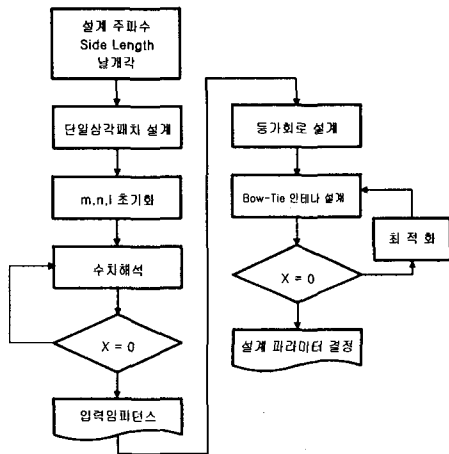 설계 주파수
Side Length
날개각
단일삼각패치 설계
m,n,l 초기화
수치해석
X = 0
입력임피던스
등가회로 설계
Bow-Tie 안테나 설계
최 적 화
X = 0
설계 파라미터 결정